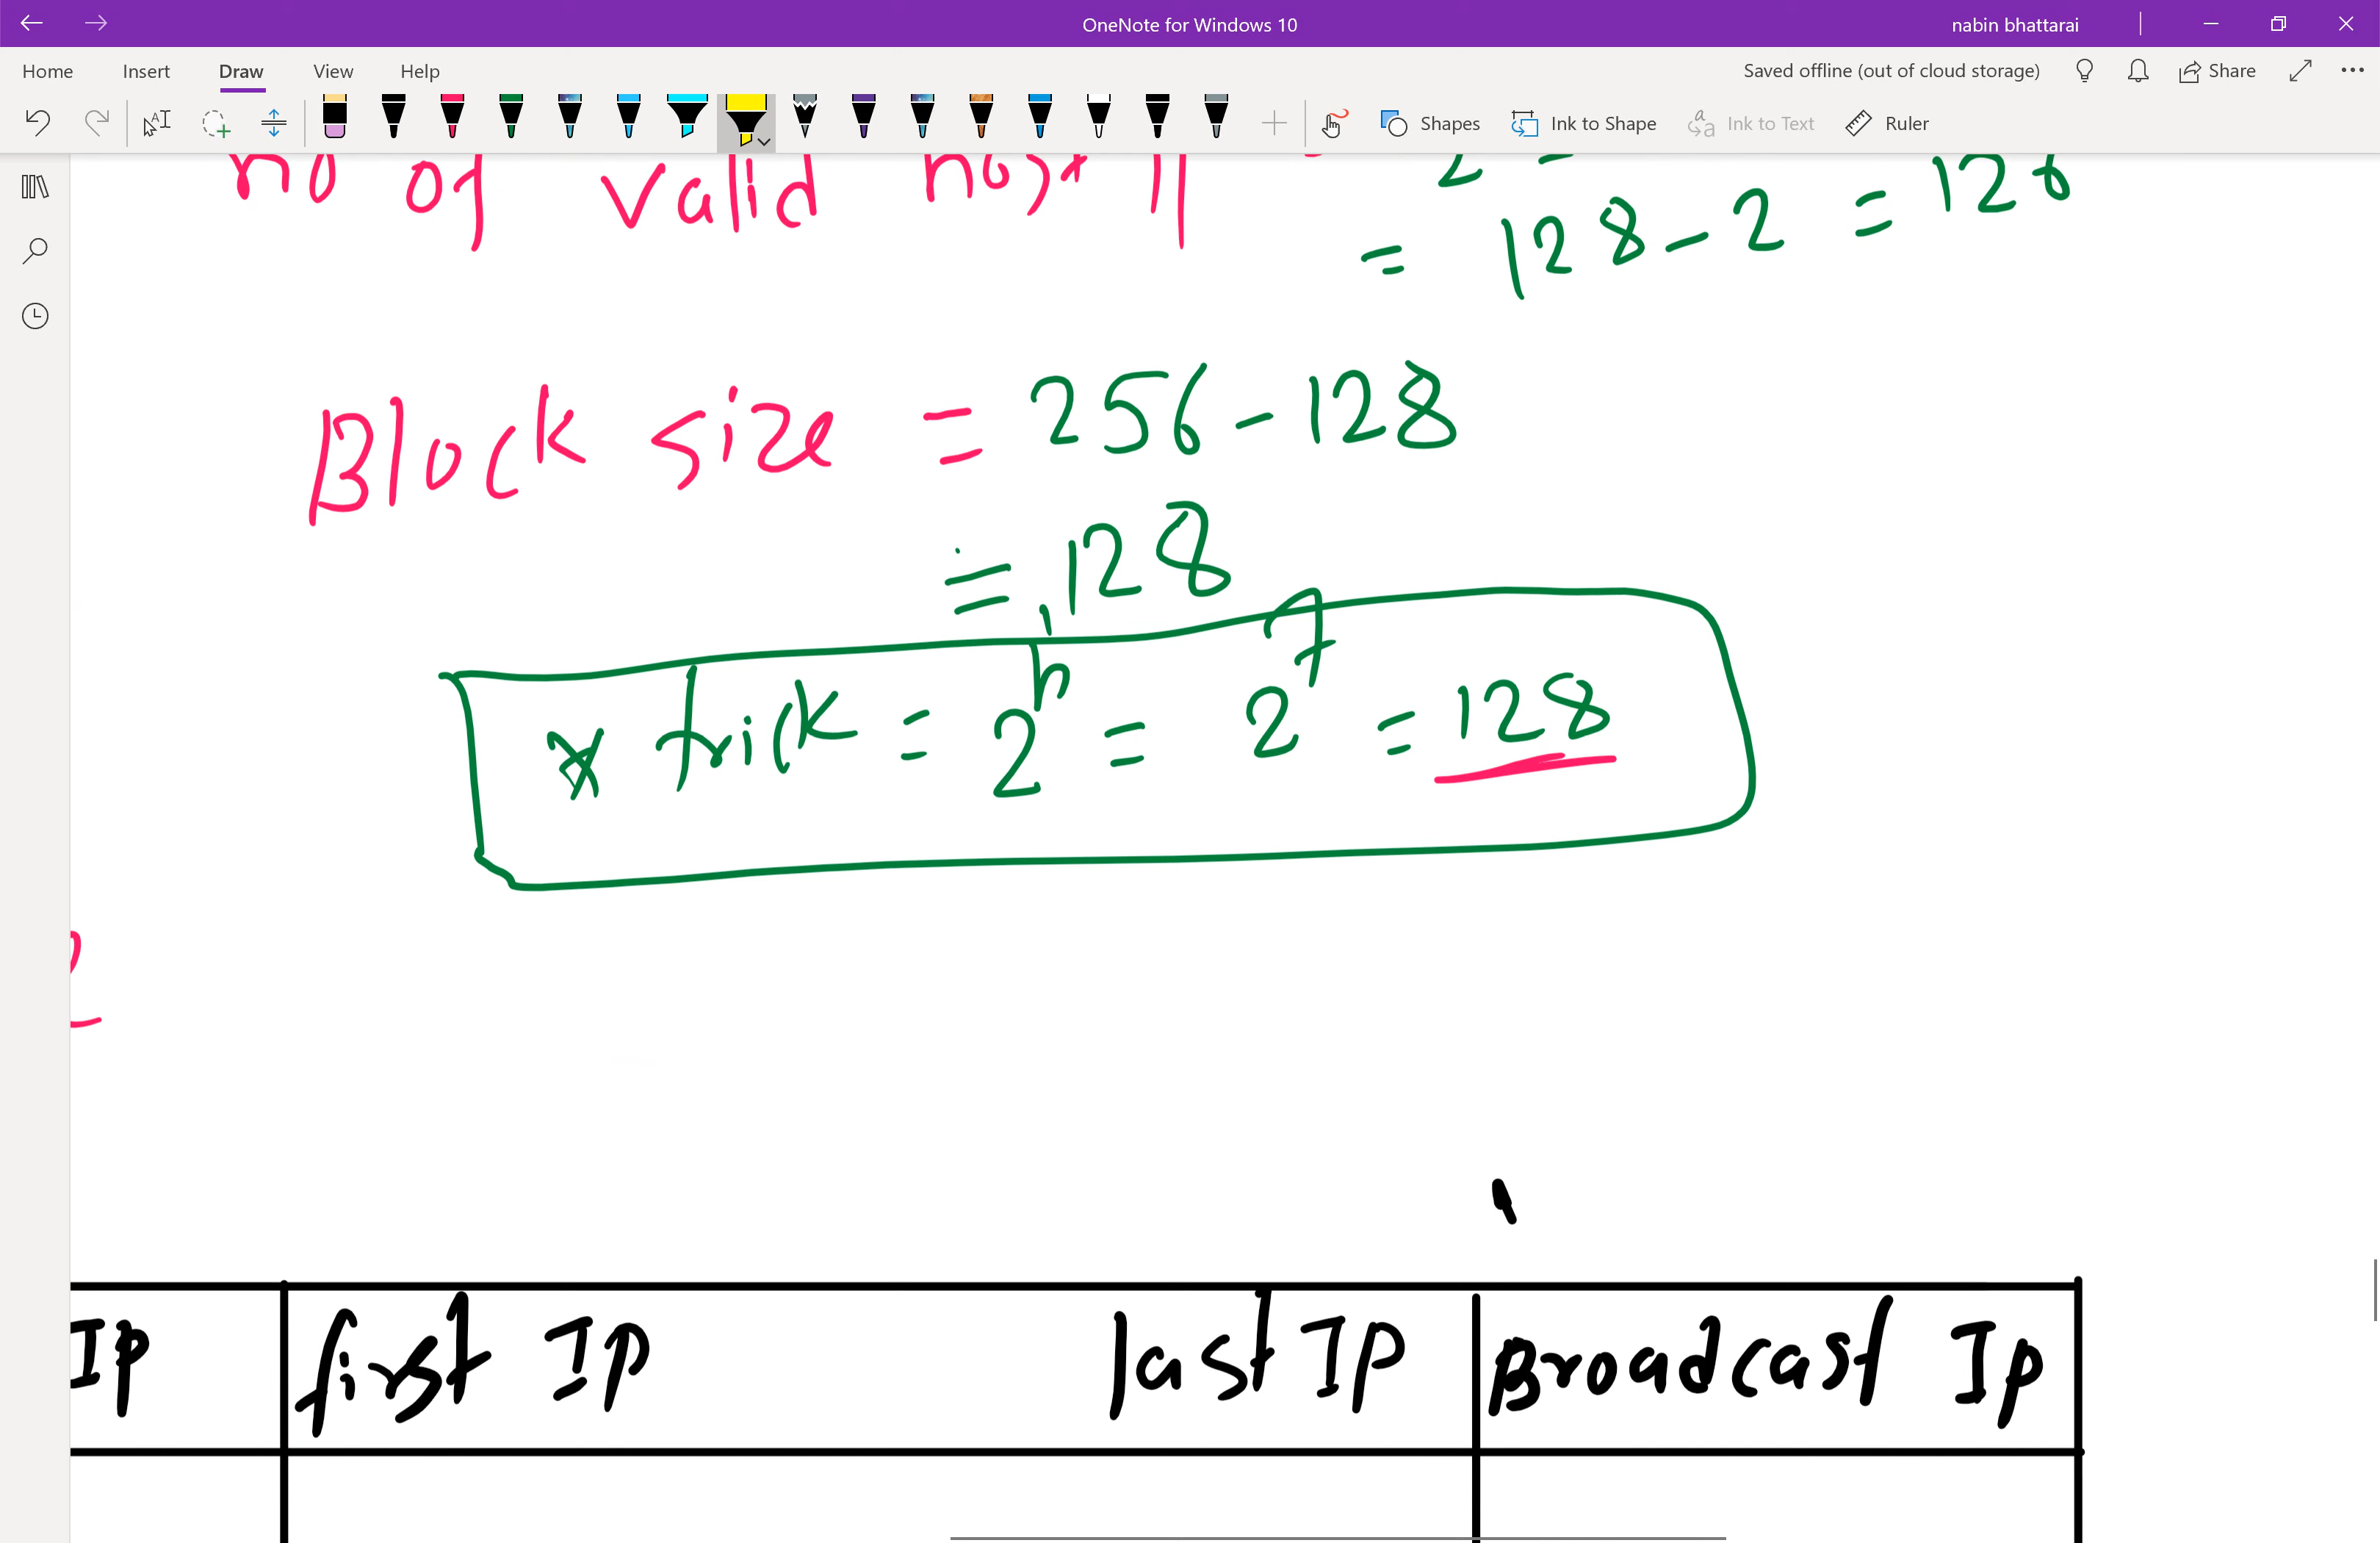 OneNote for Windows 10
nabin bhattarai
Home Insert Draw View Help
Saved offline (out of cloud storage) Share
Shapes Ink to Shape Ink to Text Ruler
no of valid host
= 128 - 2 = 126
Block size = 256 - 128
= 128
* trick = 2^n = 2^7 = 128
IP first IP last IP Broadcast Ip